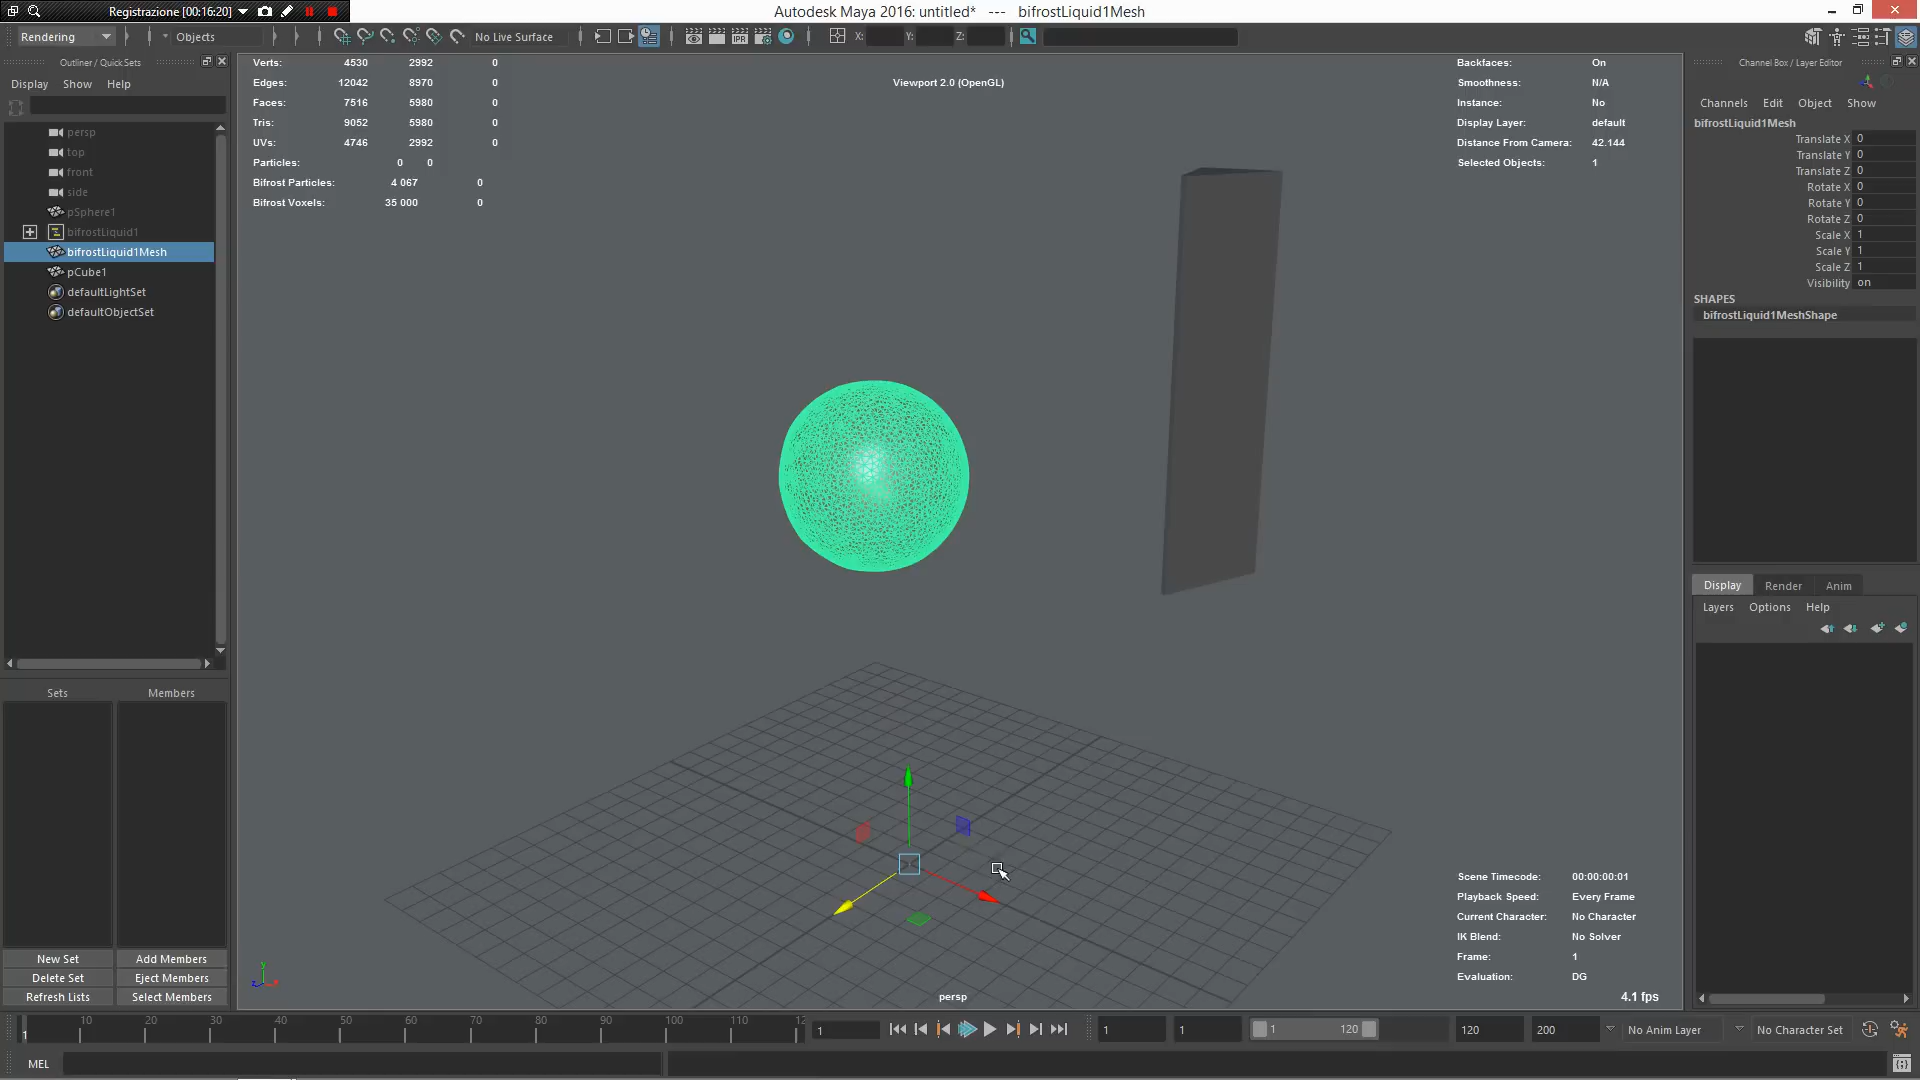 Registrazione [00:16:20]
Autodesk Maya 2016: untitled* --- bifrostLiquid1Mesh
Rendering
Objects
No Live Surface
X:
Y:
Z:
Outliner / Quick Sets
Display Show Help
persp
top
front
side
pSphere1
bifrostLiquid1
bifrostLiquid1Mesh
pCube1
defaultLightSet
defaultObjectSet
Sets
Members
New Set
Add Members
Delete Set
Eject Members
Refresh Lists
Select Members
Verts: 4530 2992 0
Edges: 12042 8970 0
Faces: 7516 5980 0
Tris: 9052 5980 0
UVs: 4746 2992 0
Particles: 0 0
Bifrost Particles: 4 067 0
Bifrost Voxels: 35 000 0
Viewport 2.0 (OpenGL)
Backfaces: On
Smoothness: N/A
Instance: No
Display Layer: default
Distance From Camera: 42.144
Selected Objects: 1
IPR
y
z
x
persp
Scene Timecode: 00:00:00:01
Playback Speed: Every Frame
Current Character: No Character
IK Blend: No Solver
Frame: 1
Evaluation: DG
4.1 fps
Channel Box / Layer Editor
Channels Edit Object Show
bifrostLiquid1Mesh
Translate X 0
Translate Y 0
Translate Z 0
Rotate X 0
Rotate Y 0
Rotate Z 0
Scale X 1
Scale Y 1
Scale Z 1
Visibility on
SHAPES
bifrostLiquid1MeshShape
Display Render Anim
Layers Options Help
1 10 20 30 40 50 60 70 80 90 100 110 12
1
1
1
1 120
120
200
No Anim Layer
No Character Set
MEL